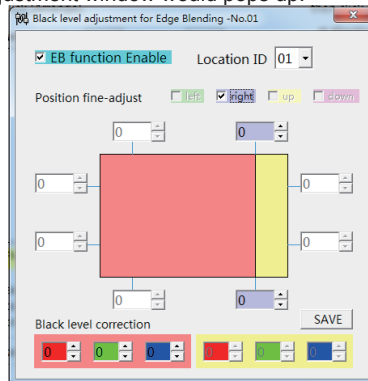 djustment window would pops up.
Black level adjustment for Edge Blending -No.01
EB function Enable Location ID 01
Position fine-adjust left right up down
0 0
0 0
0 0
0 0
Black level correction SAVE
0 0 0 0 0 0